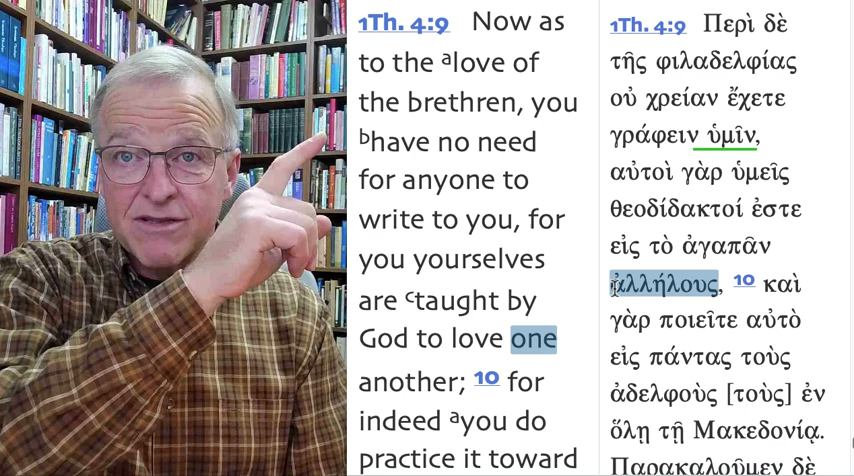 1Th. 4:9 Now as
to the ᵃlove of
the brethren, you
ᵇhave no need
for anyone to
write to you, for
you yourselves
are ᶜtaught by
God to love one
another; 10 for
indeed ᵃyou do
practice it toward
1Th. 4:9 Περὶ δὲ
τῆς φιλαδελφίας
οὐ χρείαν ἔχετε
γράφειν ὑμῖν,
αὐτοὶ γὰρ ὑμεῖς
θεοδίδακτοί ἐστε
εἰς τὸ ἀγαπᾶν
ἀλλήλους, 10 καὶ
γὰρ ποιεῖτε αὐτὸ
εἰς πάντας τοὺς
ἀδελφοὺς [τοὺς] ἐν
ὅλῃ τῇ Μακεδονίᾳ.
Παρακαλοῦμεν δὲ